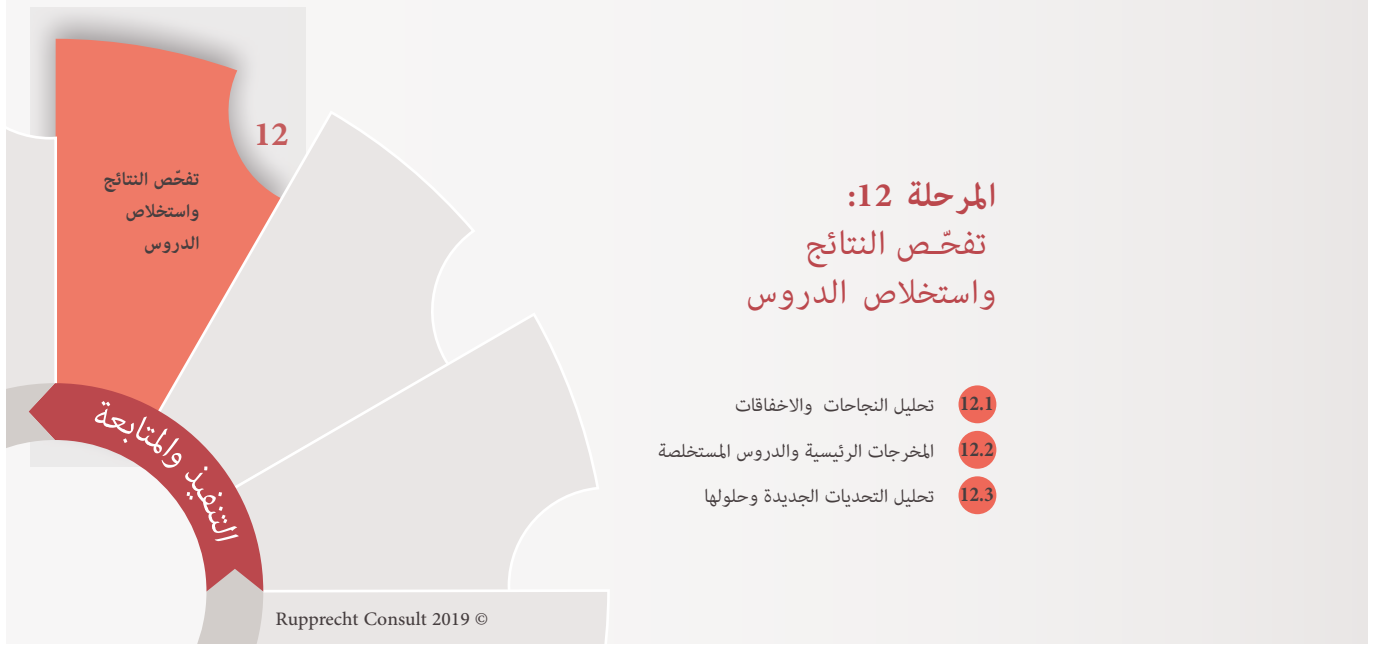 المرحلة 12:
تفحّـص النتائج
واستخلاص الدروس
12.1 تحليل النجاحات والاخفاقات
12.2 المخرجات الرئيسية والدروس المستخلصة
12.3 تحليل التحديات الجديدة وحلولها
12
تفحّص النتائج
واستخلاص
الدروس
التنفيذ والمتابعة
Rupprecht Consult 2019 ©